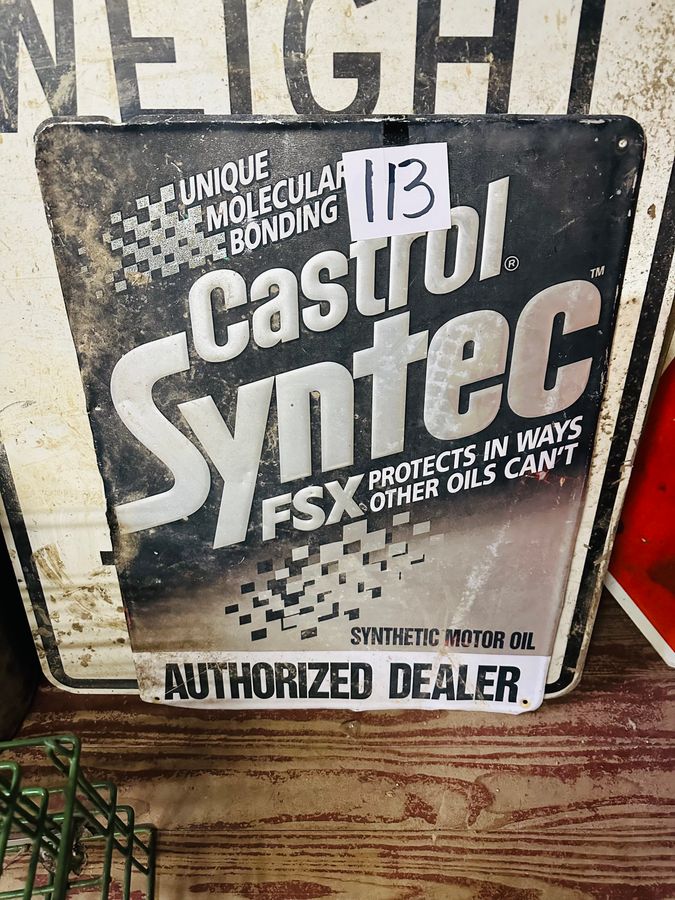 WEIGHT
UNIQUE
MOLECULAR
BONDING
113
Castrol®
Syntec™
FSX PROTECTS IN WAYS
OTHER OILS CAN'T
SYNTHETIC MOTOR OIL
AUTHORIZED DEALER